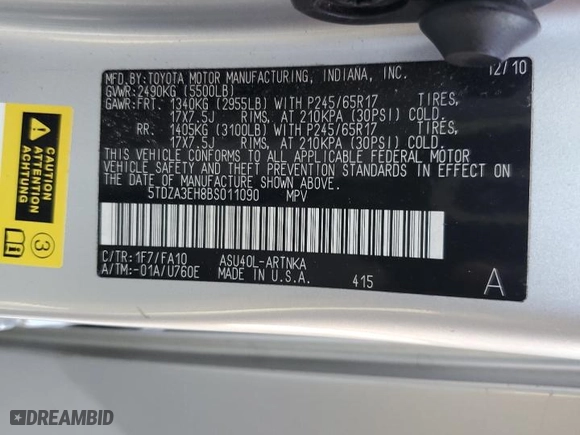 MFD.BY:TOYOTA MOTOR MANUFACTURING, INDIANA, INC. 12/10
GVWR:2490KG (5500LB)
GAWR:FRT. 1340KG (2955LB) WITH P245/65R17 TIRES,
17X7.5J RIMS, AT 210KPA (30PSI) COLD.
RR. 1405KG (3100LB) WITH P245/65R17 TIRES,
17X7.5J RIMS, AT 210KPA (30PSI) COLD.
THIS VEHICLE CONFORMS TO ALL APPLICABLE FEDERAL MOTOR
VEHICLE SAFETY AND THEFT PREVENTION STANDARDS IN EFFECT ON
THE DATE OF MANUFACTURE SHOWN ABOVE.
5TDZA3EH8BS011090 MPV
C/TR:1F7/FA10 ASU40L-ARTNKA
A/TM:-01A/U760E MADE IN U.S.A. 415 A
3
DREAMBID